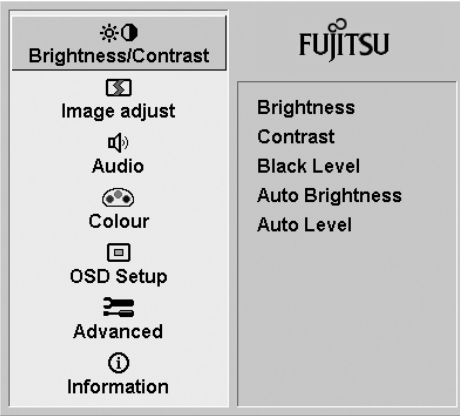 Brightness/Contrast
Image adjust
Audio
Colour
OSD Setup
Advanced
Information
FUJITSU
Brightness
Contrast
Black Level
Auto Brightness
Auto Level